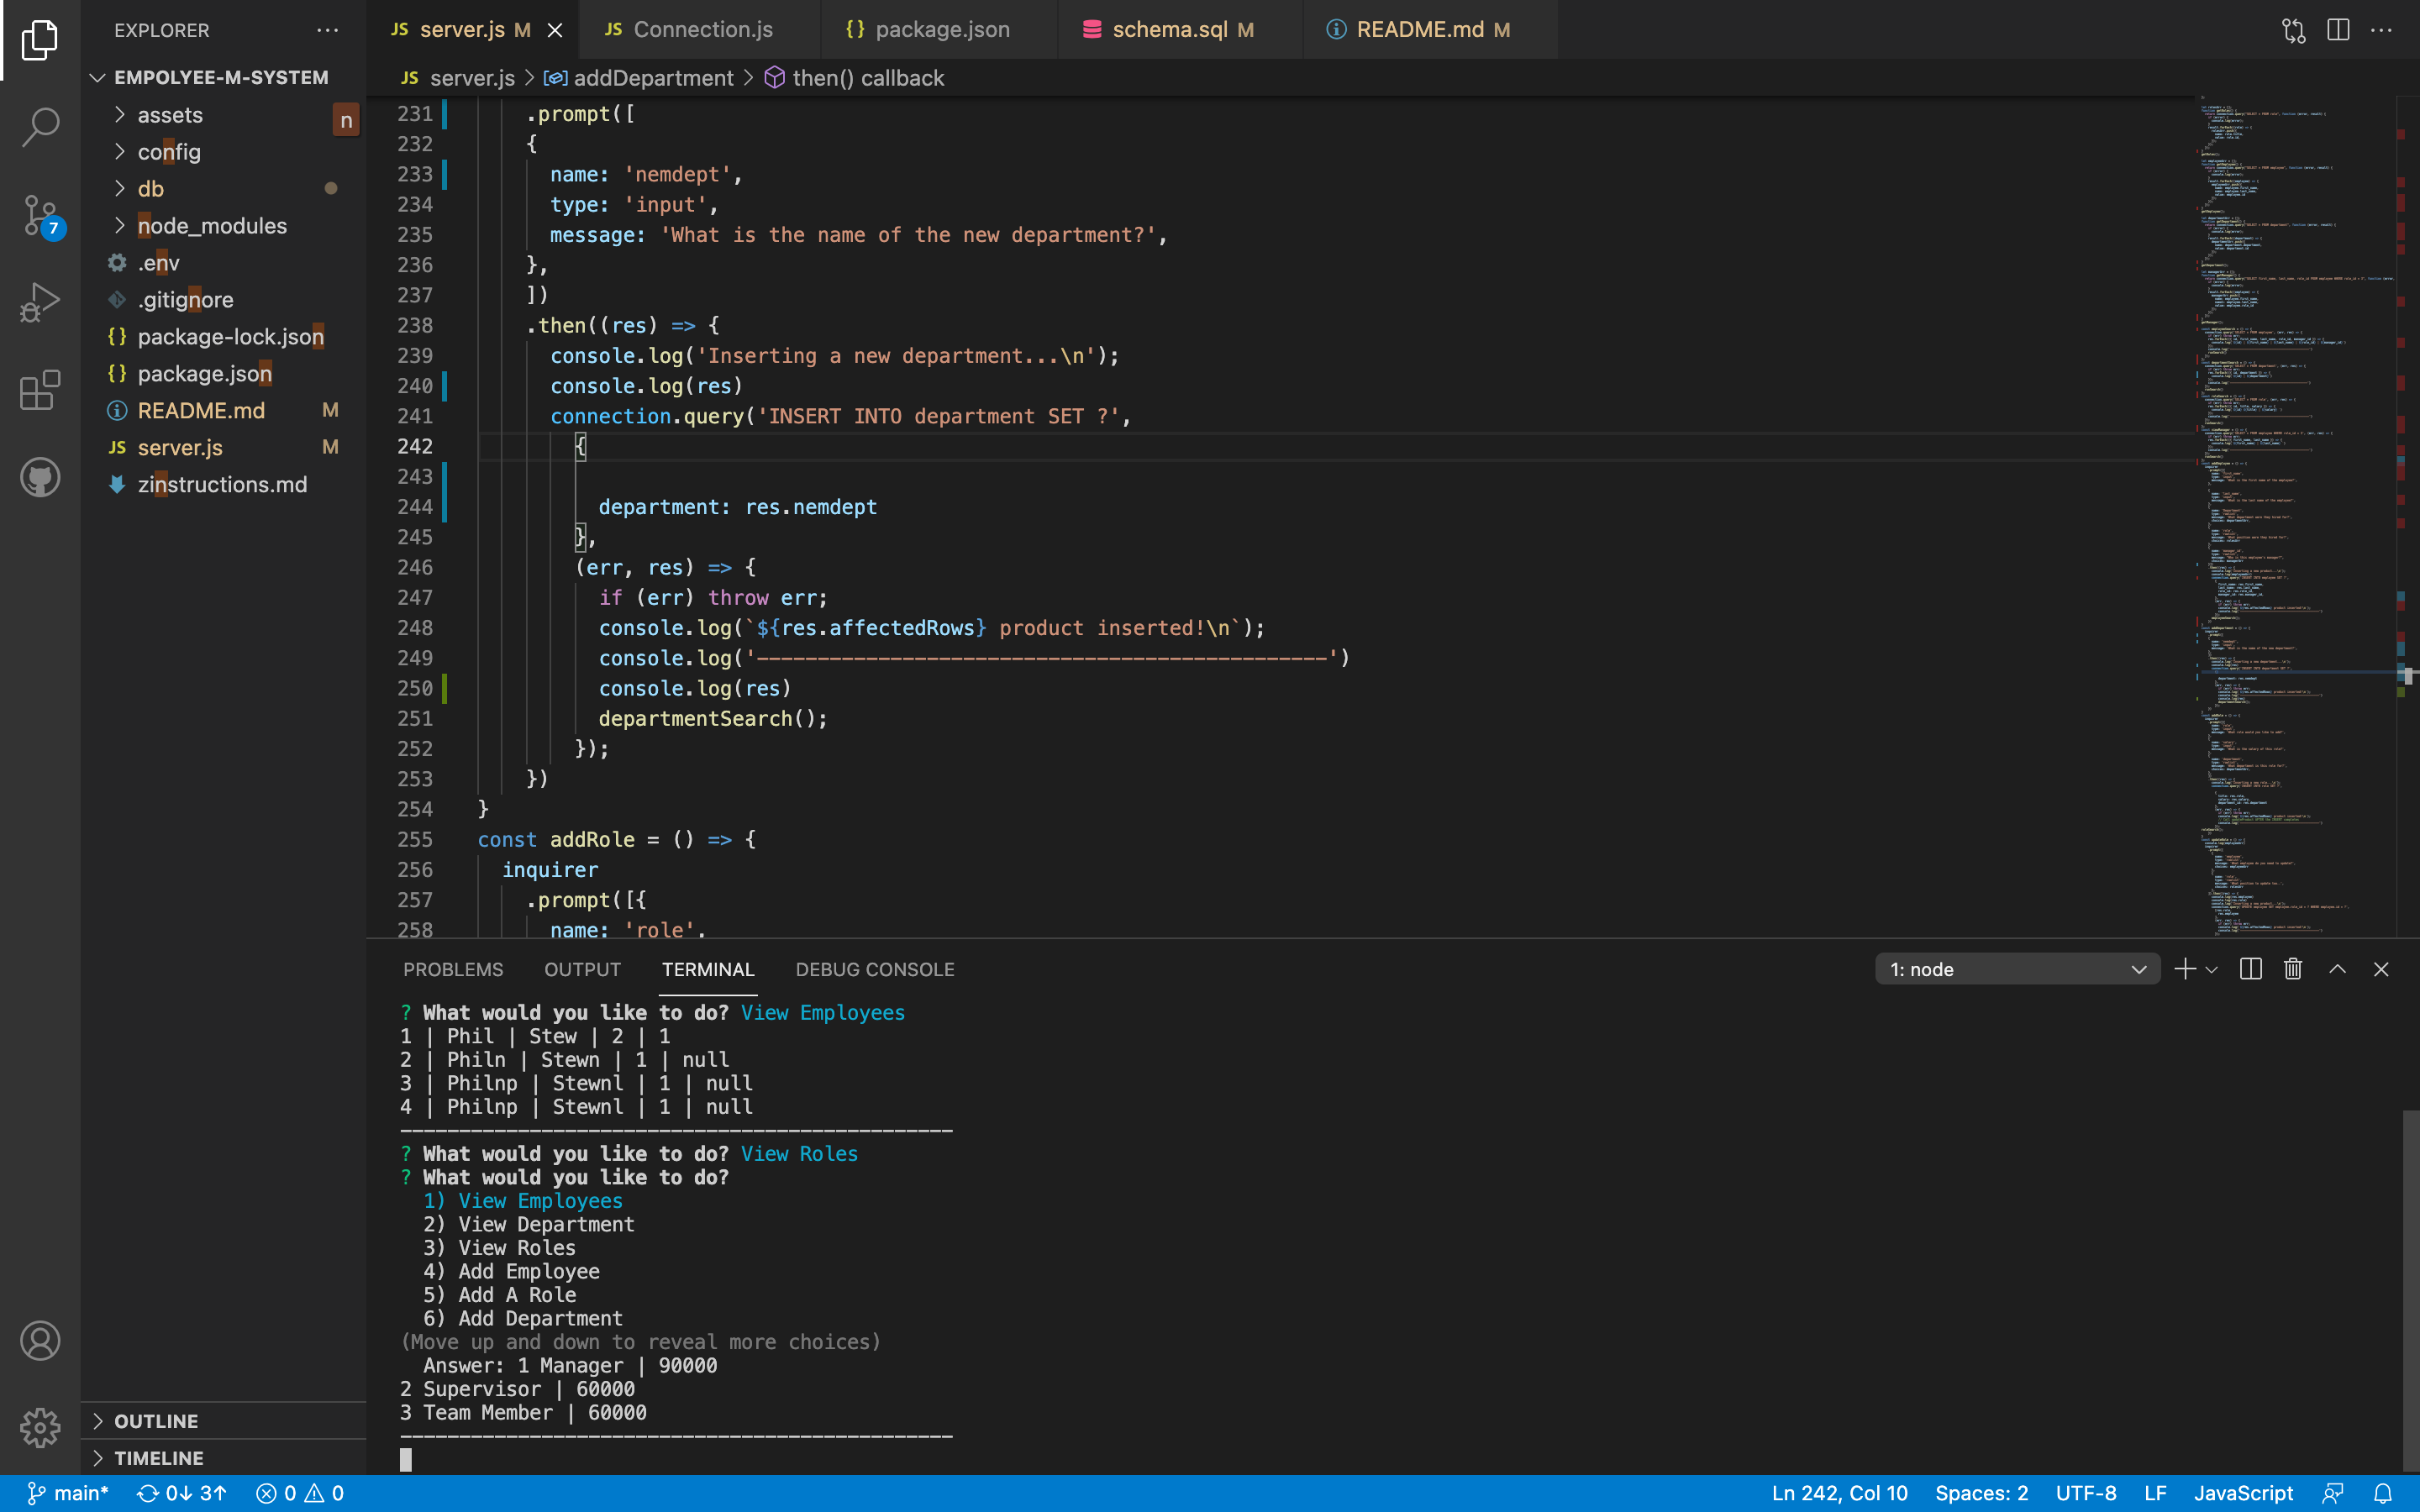 EXPLORER
EMPOLYEE-M-SYSTEM
assets
n
config
db
node_modules
.env
.gitignore
package-lock.json
package.json
README.md M
server.js M
zinstructions.md
OUTLINE
TIMELINE
7
JS server.js M
JS Connection.js
{} package.json
schema.sql M
README.md M
JS server.js > addDepartment > then() callback
231 .prompt([
232 {
233 name: 'nemdept',
234 type: 'input',
235 message: 'What is the name of the new department?',
236 },
237 ])
238 .then((res) => {
239 console.log('Inserting a new department...\n');
240 console.log(res)
241 connection.query('INSERT INTO department SET ?',
242 {
243
244 department: res.nemdept
245 },
246 (err, res) => {
247 if (err) throw err;
248 console.log(`${res.affectedRows} product inserted!\n`);
249 console.log('-----------------------------------------------')
250 console.log(res)
251 departmentSearch();
252 });
253 })
254 }
255 const addRole = () => {
256 inquirer
257 .prompt([{
258 name: 'role',
PROBLEMS OUTPUT TERMINAL DEBUG CONSOLE
1: node
? What would you like to do? View Employees
1 | Phil | Stew | 2 | 1
2 | Philn | Stewn | 1 | null
3 | Philnp | Stewnl | 1 | null
4 | Philnp | Stewnl | 1 | null
-----------------------------------------------
? What would you like to do? View Roles
? What would you like to do?
1) View Employees
2) View Department
3) View Roles
4) Add Employee
5) Add A Role
6) Add Department
(Move up and down to reveal more choices)
Answer: 1 Manager | 90000
2 Supervisor | 60000
3 Team Member | 60000
-----------------------------------------------
main* 0↓ 3↑ 0 0
Ln 242, Col 10 Spaces: 2 UTF-8 LF JavaScript